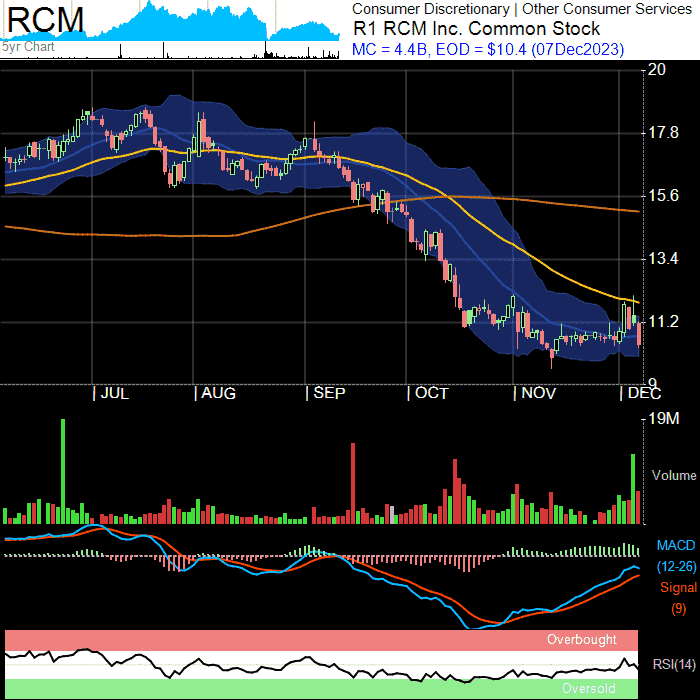 RCM
5yr Chart
Consumer Discretionary | Other Consumer Services
R1 RCM Inc. Common Stock
MC = 4.4B, EOD = $10.4 (07Dec2023)
20
17.8
15.6
13.4
11.2
9
JUL AUG SEP OCT NOV DEC
19M
Volume
MACD
(12-26)
Signal
(9)
Overbought
RSI(14)
Oversold